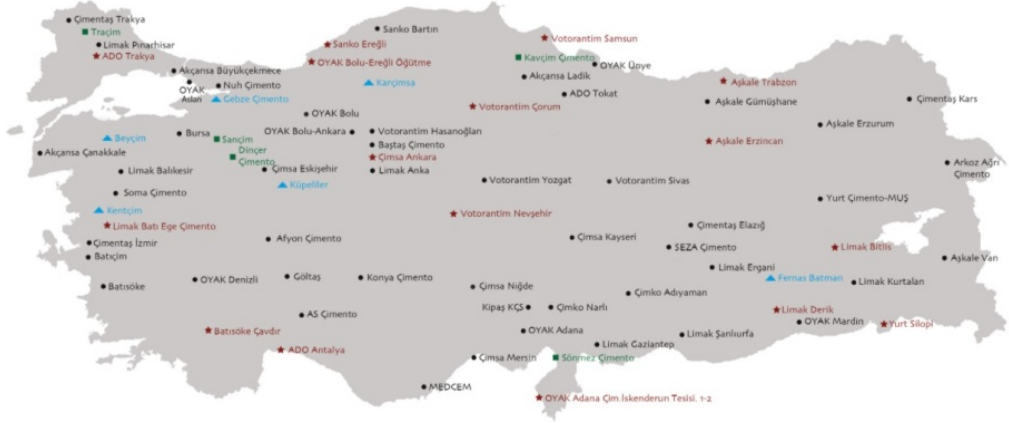 Çimentaş Trakya
Traçim
Limak Pınarhisar
ADO Trakya
Akçansa Büyükçekmece
OYAK
Aslan
Nuh Çimento
Gebze Çimento
Sanko Bartın
Sanko Ereğli
OYAK Bolu-Ereğli Öğütme
Karçimsa
Votorantim Samsun
Kavçim Çimento
OYAK Ünye
Akçansa Ladik
ADO Tokat
Votorantim Çorum
Aşkale Trabzon
Aşkale Gümüşhane
Çimentaş Kars
Aşkale Erzurum
Aşkale Erzincan
Arkoz Ağrı
Çimento
OYAK Bolu
OYAK Bolu-Ankara
Votorantim Hasanoğlan
Baştaş Çimento
Çimsa Ankara
Limak Anka
Beyçim
Bursa
Sançim
Dinçer
Çimento
Akçansa Çanakkale
Çimsa Eskişehir
Limak Balıkesir
Küpeliler
Soma Çimento
Votorantim Yozgat
Votorantim Sivas
Yurt Çimento-MUŞ
Kentçim
Limak Batı Ege Çimento
Votorantim Nevşehir
Çimentaş Elazığ
Çimentaş İzmir
Batıçim
Afyon Çimento
Çimsa Kayseri
SEZA Çimento
Limak Bitlis
Aşkale Van
Limak Ergani
Fernas Batman
Limak Kurtalan
Batısöke
OYAK Denizli
Göltaş
Konya Çimento
Çimsa Niğde
Çimko Adıyaman
Kipaş KÇS
Çimko Narlı
AS Çimento
Limak Derik
OYAK Mardin
Yurt Silopi
Batısöke Çavdır
OYAK Adana
Limak Şanlıurfa
Limak Gaziantep
ADO Antalya
Çimsa Mersin
Sönmez Çimento
MEDCEM
OYAK Adana Çim.İskenderun Tesisi. 1-2